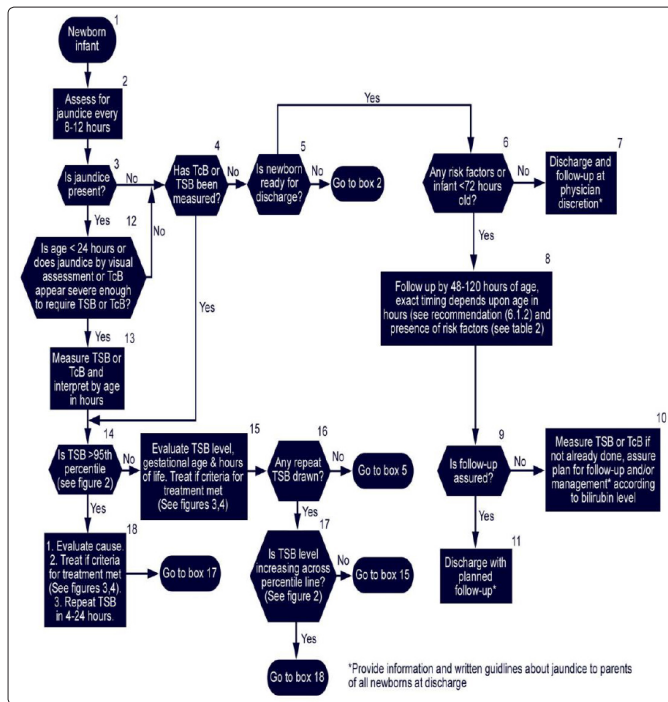 1
Newborn
infant
2
Assess for
jaundice every
8-12 hours
3
Is jaundice
present?
No
Yes
4
Has TcB or
TSB been
measured?
No
Yes
5
Is newborn
ready for
discharge?
No
Go to box 2
Yes
6
Any risk factors or
infant <72 hours
old?
No
Yes
7
Discharge and
follow-up at
physician
discretion*
8
Follow up by 48-120 hours of age,
exact timing depends upon age in
hours (see recommendation (6.1.2) and
presence of risk factors (see table 2)
9
Is follow-up
assured?
No
Yes
10
Measure TSB or TcB if
not already done, assure
plan for follow-up and/or
management* according
to bilirubin level
11
Discharge with
planned
follow-up*
12
Is age < 24 hours or
does jaundice by visual
assessment or TcB
appear severe enough
to require TSB or TcB?
No
Yes
13
Measure TSB or
TcB and
interpret by age
in hours
14
Is TSB >95th
percentile
(see figure 2)
No
Yes
15
Evaluate TSB level,
gestational age & hours
of life. Treat if criteria for
treatment met
(See figures 3,4)
16
Any repeat
TSB drawn?
No
Go to box 5
Yes
17
Is TSB level
increasing across
percentile line?
(See figure 2)
No
Go to box 15
Yes
Go to box 18
18
1. Evaluate cause.
2. Treat if criteria
for treatment met
(See figures 3,4).
3. Repeat TSB
in 4-24 hours.
Go to box 17
*Provide information and written guidlines about jaundice to parents
of all newborns at discharge